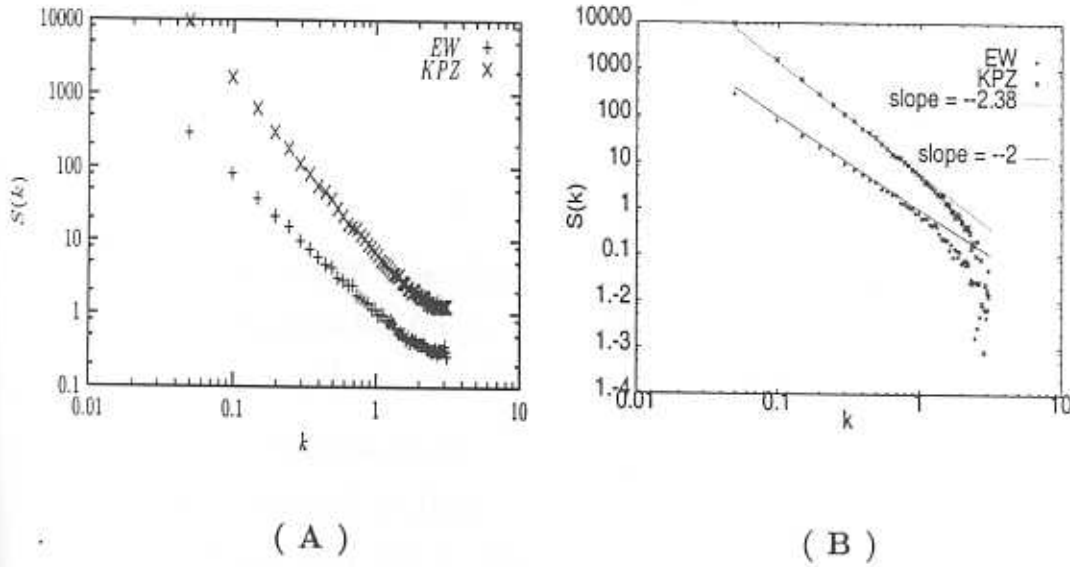 10000
1000
100
10
1
0.1
0.01
0.1
1
10
S(k)
k
EW +
KPZ ×
( A )
10000
1000
100
10
1
0.1
1.-2
1.-3
1.-4
0.01
0.1
1
10
S(k)
k
EW
KPZ
slope = --2.38
slope = --2
( B )